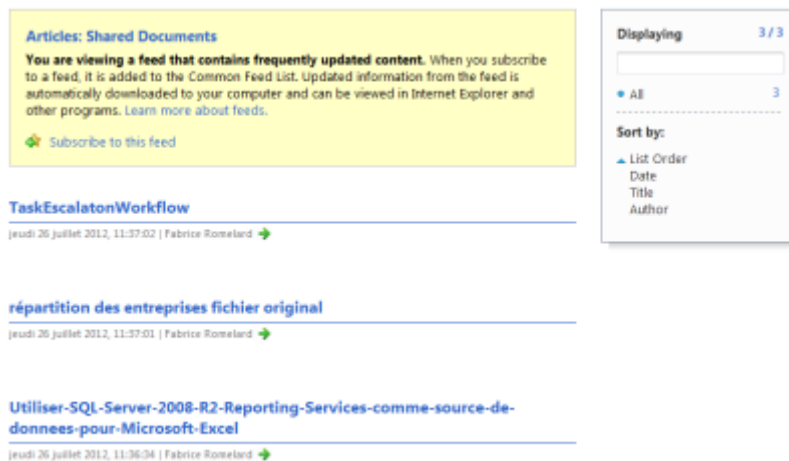 Articles: Shared Documents
You are viewing a feed that contains frequently updated content. When you subscribe
to a feed, it is added to the Common Feed List. Updated information from the feed is
automatically downloaded to your computer and can be viewed in Internet Explorer and
other programs. Learn more about feeds.
Subscribe to this feed
TaskEscalatonWorkflow
jeudi 26 juillet 2012, 11:37:02 | Fabrice Romelard
répartition des entreprises fichier original
jeudi 26 juillet 2012, 11:37:01 | Fabrice Romelard
Utiliser-SQL-Server-2008-R2-Reporting-Services-comme-source-de-
donnees-pour-Microsoft-Excel
jeudi 26 juillet 2012, 11:36:34 | Fabrice Romelard
Displaying 3 / 3
All 3
Sort by:
List Order
Date
Title
Author